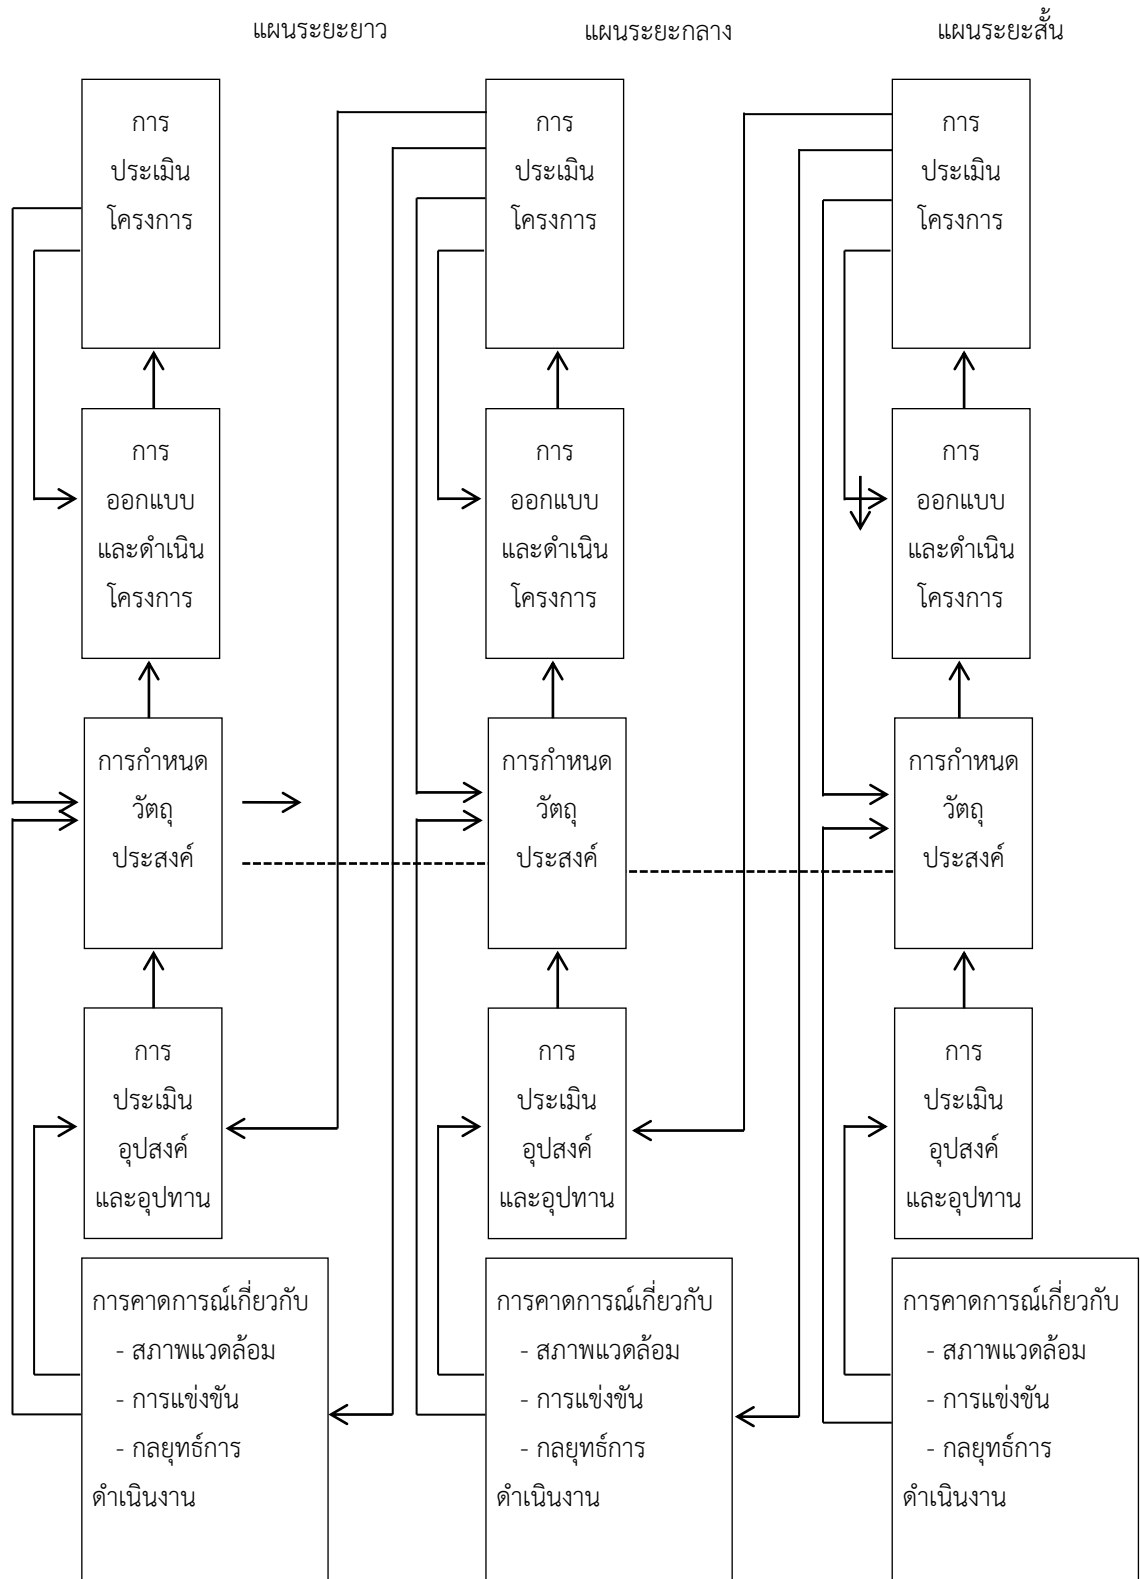 แผนระยะยาว
แผนระยะกลาง
แผนระยะสั้น
การ
ประเมิน
โครงการ
การ
ประเมิน
โครงการ
การ
ประเมิน
โครงการ
การ
ออกแบบ
และดำเนิน
โครงการ
การ
ออกแบบ
และดำเนิน
โครงการ
การ
ออกแบบ
และดำเนิน
โครงการ
การกำหนด
วัตถุ
ประสงค์
การกำหนด
วัตถุ
ประสงค์
การกำหนด
วัตถุ
ประสงค์
การ
ประเมิน
อุปสงค์
และอุปทาน
การ
ประเมิน
อุปสงค์
และอุปทาน
การ
ประเมิน
อุปสงค์
และอุปทาน
การคาดการณ์เกี่ยวกับ
- สภาพแวดล้อม
- การแข่งขัน
- กลยุทธ์การ
ดำเนินงาน
การคาดการณ์เกี่ยวกับ
- สภาพแวดล้อม
- การแข่งขัน
- กลยุทธ์การ
ดำเนินงาน
การคาดการณ์เกี่ยวกับ
- สภาพแวดล้อม
- การแข่งขัน
- กลยุทธ์การ
ดำเนินงาน